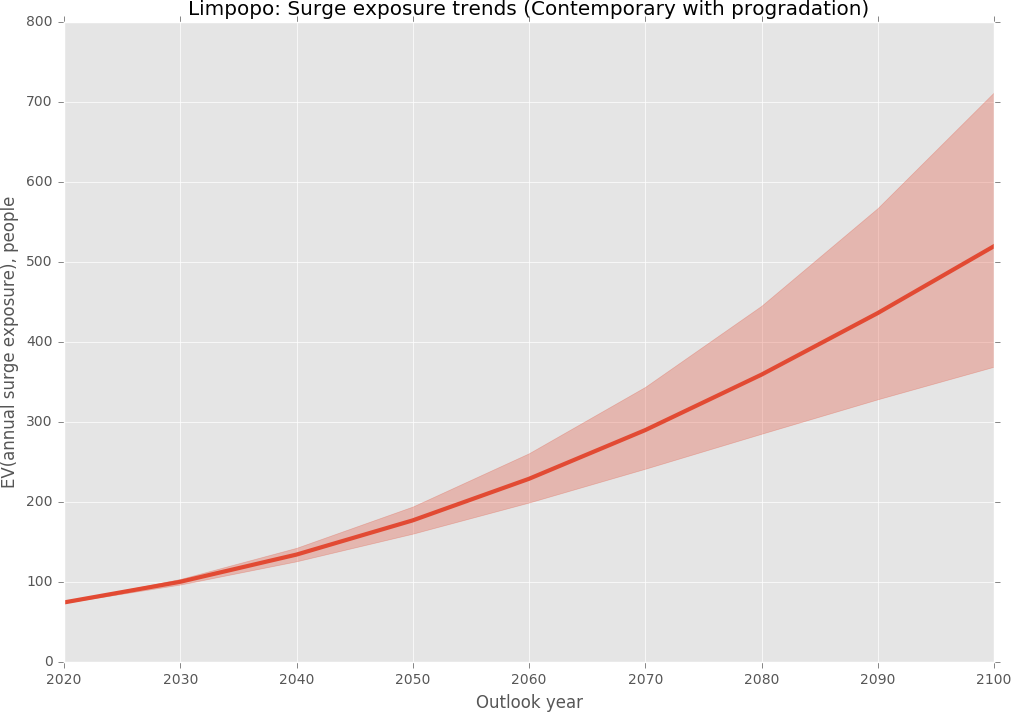 Limpopo: Surge exposure trends (Contemporary with progradation)
EV(annual surge exposure), people
800
700
600
500
400
300
200
100
0
2020 2030 2040 2050 2060 2070 2080 2090 2100
Outlook year